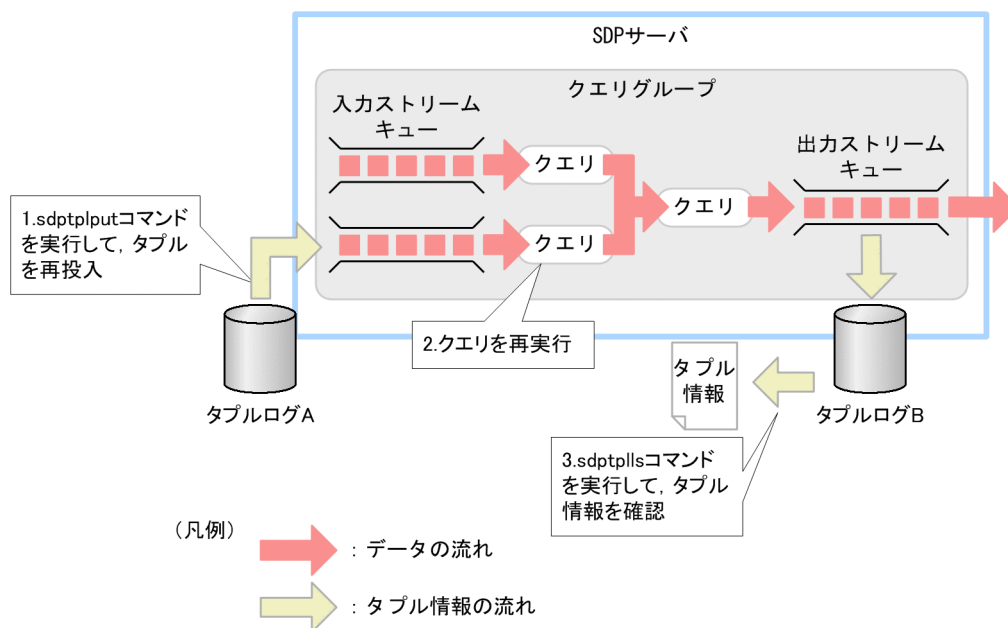 SDPサーバ
クエリグループ
入力ストリーム
キュー
出力ストリーム
キュー
クエリ
クエリ
クエリ
1.sdptplputコマンド
を実行して，タプル
を再投入
2.クエリを再実行
タプルログA
タプル
情報
タプルログB
3.sdptpllsコマンド
を実行して，タプル
情報を確認
（凡例）
：データの流れ
：タプル情報の流れ